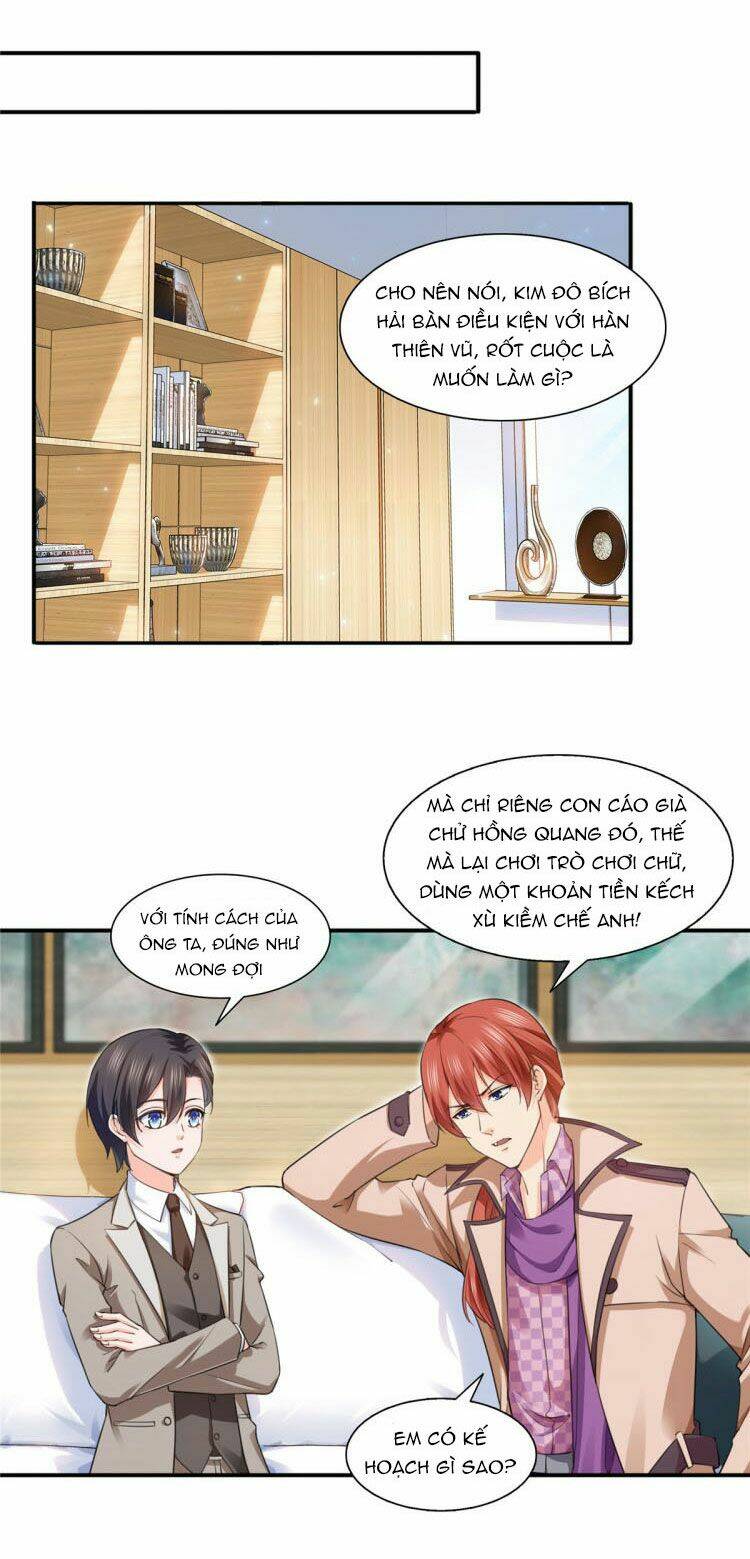 CHO NÊN NÓI, KIM ĐÔ BÍCH
HẢI BÀN ĐIỀU KIỆN VỚI HÀN
THIÊN VŨ, RỐT CUỘC LÀ
MUỐN LÀM GÌ?
MÀ CHỈ RIÊNG CON CÁO GIÀ
CHỬ HỒNG QUANG ĐÓ, THẾ
MÀ LẠI CHƠI TRÒ CHƠI CHỮ,
DÙNG MỘT KHOẢN TIỀN KẾCH
XÙ KIỀM CHẾ ANH!
VỚI TÍNH CÁCH CỦA
ÔNG TA, ĐÚNG NHƯ
MONG ĐỢI
EM CÓ KẾ
HOẠCH GÌ SAO?